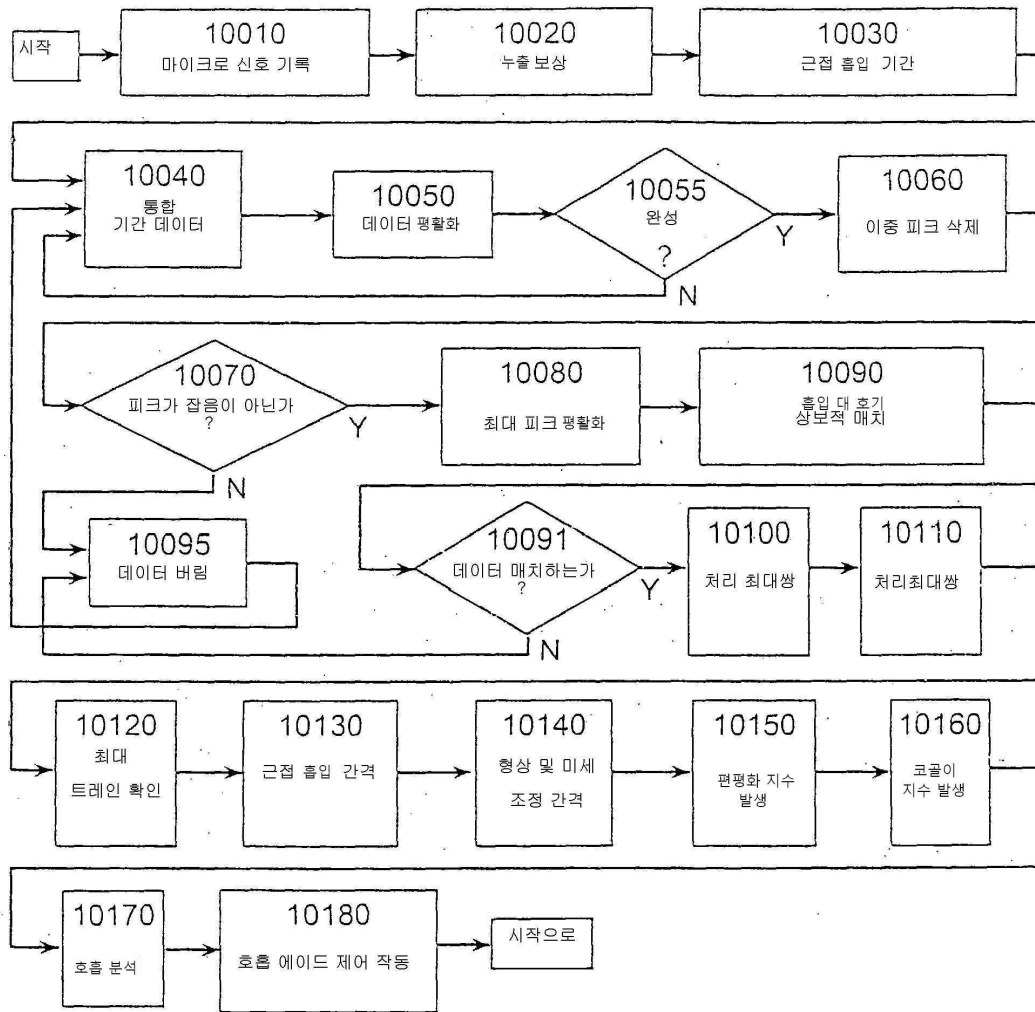 시작
10010
마이크로 신호 기록
10020
누출 보상
10030
근접 흡입 기간
10040
통합
기간 데이터
10050
데이터 평활화
10055
완성
?
Y
N
10060
이중 피크 삭제
10070
피크가 잡음이 아닌가
?
Y
N
10080
최대 피크 평활화
10090
흡입 대 호기
상보적 매치
10095
데이터 버림
10091
데이터 매치하는가
?
Y
N
10100
처리 최대쌍
10110
처리최대쌍
10120
최대
트레인 확인
10130
근접 흡입 간격
10140
형상 및 미세
조정 간격
10150
편평화 지수
발생
10160
코골이
지수 발생
10170
호흡 분석
10180
호흡 에이드 제어 작동
시작으로